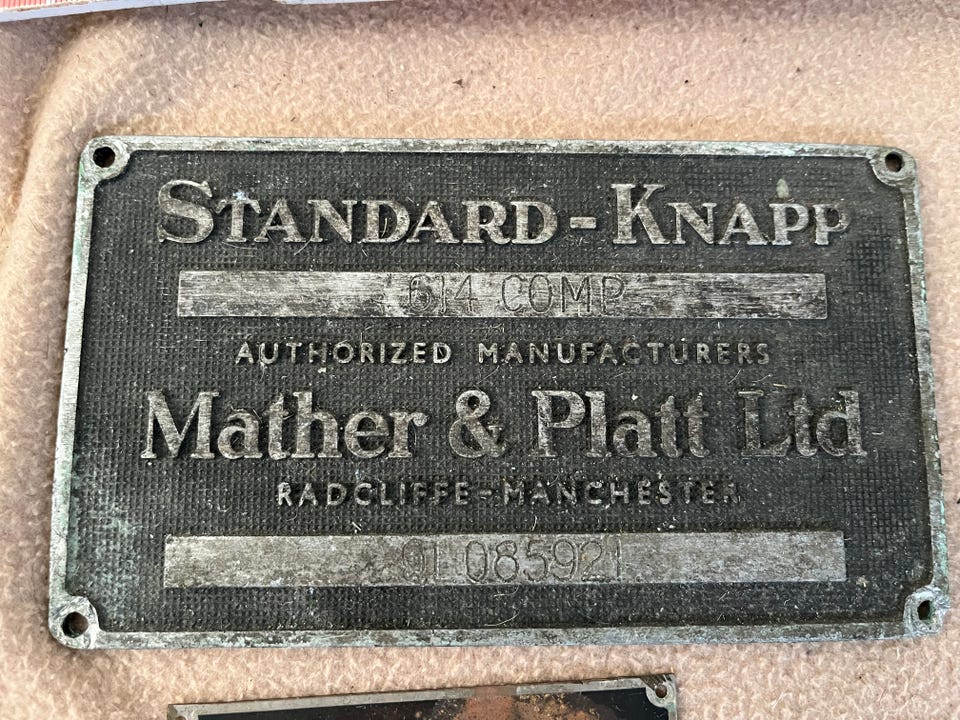 STANDARD-KNAPP
614 COMP
AUTHORIZED MANUFACTURERS
Mather & Platt Ltd
RADCLIFFE-MANCHESTER
91 085921